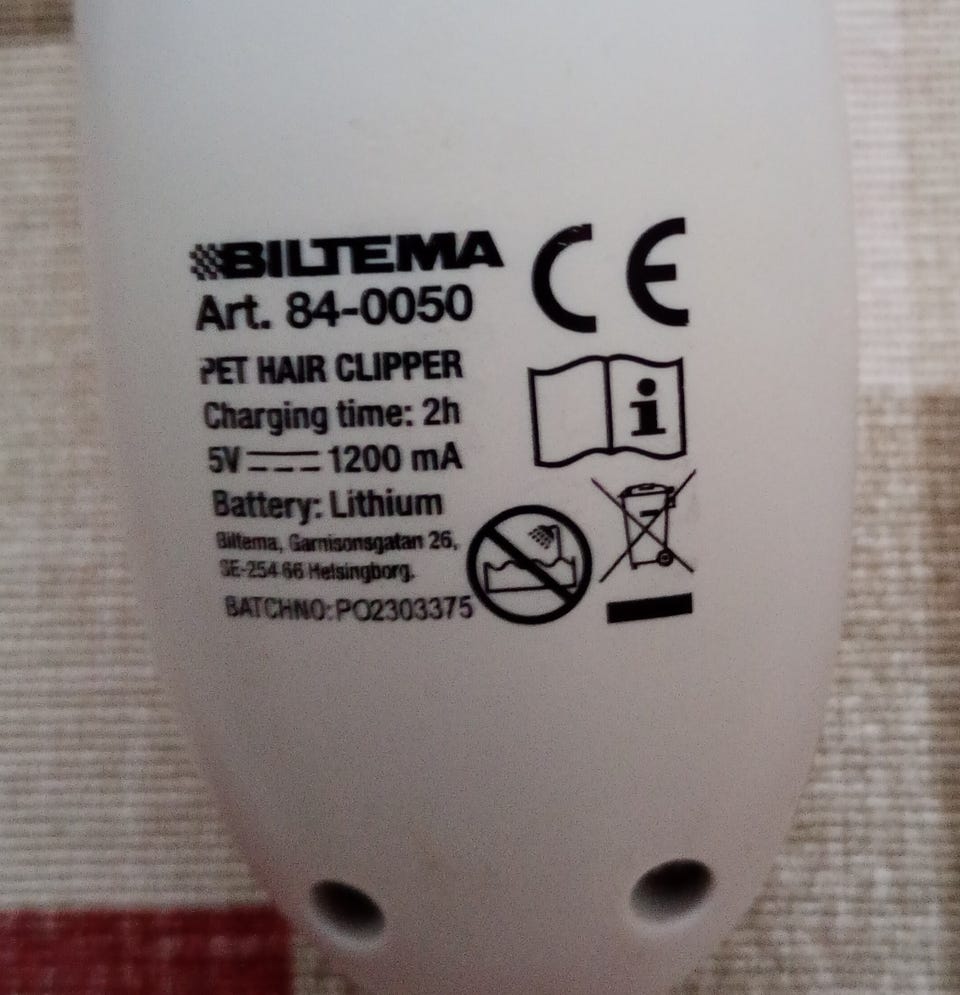 BILTEMA
CE
Art. 84-0050
PET HAIR CLIPPER
Charging time: 2h
5V ⎓ 1200 mA
Battery: Lithium
Biltema, Garnisonsgatan 26,
SE-254 66 Helsingborg.
BATCHNO:PO2303375
i